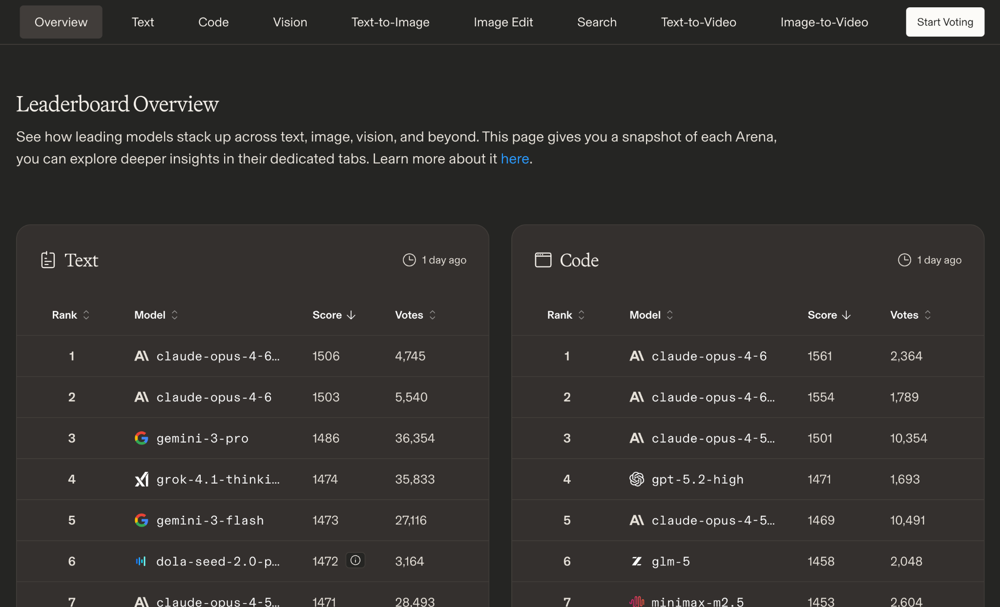 Overview Text Code Vision Text-to-Image Image Edit Search Text-to-Video Image-to-Video Start Voting
Leaderboard Overview
See how leading models stack up across text, image, vision, and beyond. This page gives you a snapshot of each Arena,
you can explore deeper insights in their dedicated tabs. Learn more about it here.
Text 1 day ago
Rank Model Score Votes
1 claude-opus-4-6... 1506 4,745
2 claude-opus-4-6 1503 5,540
3 gemini-3-pro 1486 36,354
4 grok-4.1-thinki... 1474 35,833
5 gemini-3-flash 1473 27,116
6 dola-seed-2.0-p... 1472 3,164
7 claude-opus-4-5... 1471 28,493
Code 1 day ago
Rank Model Score Votes
1 claude-opus-4-6 1561 2,364
2 claude-opus-4-6... 1554 1,789
3 claude-opus-4-5... 1501 10,354
4 gpt-5.2-high 1471 1,693
5 claude-opus-4-5... 1469 10,491
6 glm-5 1458 2,048
7 minimax-m2.5 1453 2,604